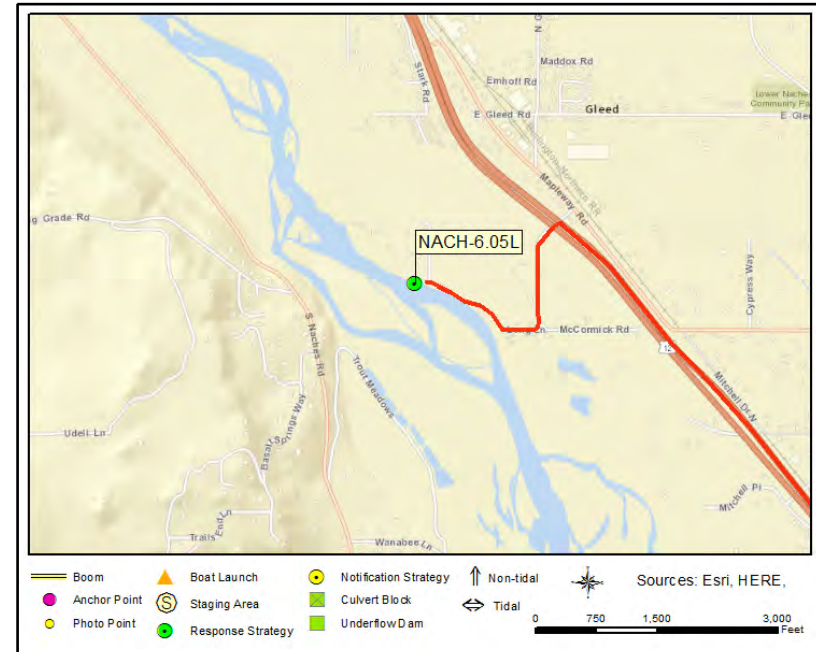 N G
Maddox Rd
Stark Rd
Emhoff Rd
Lower Naches
Community Pa
Gleed
E Gleed Rd
E Gle
Burlington-Northern RR
Mapleway Rd
ng Grade Rd
NACH-6.05L
Cypress Way
S Naches Rd
Long Ln
McCormick Rd
12
Trout Meadows
Mitchell Dr N
Udell Ln
Basalt Springs Way
Mitchell Pl
Trails End Ln
Wanabee Ln
Boom
Boat Launch
Notification Strategy
Non-tidal
Sources: Esri, HERE,
Anchor Point
S
Staging Area
Culvert Block
Tidal
Photo Point
Response Strategy
Underflow Dam
0 750 1,500 3,000
Feet